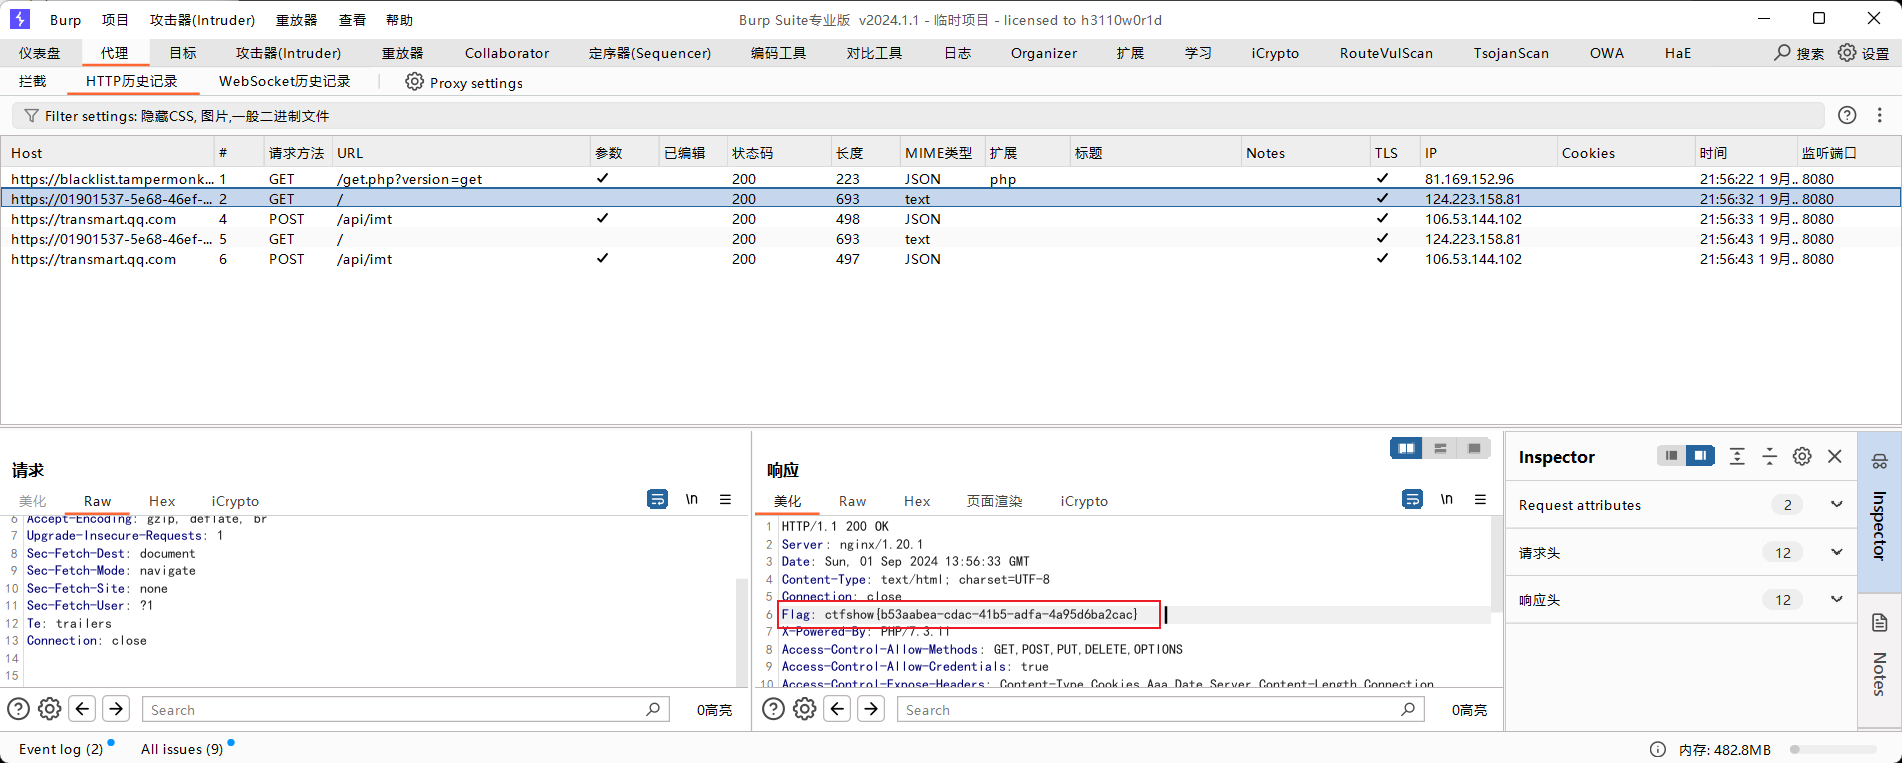 Burp 项目 攻击器(Intruder) 重放器 查看 帮助 Burp Suite专业版 v2024.1.1 - 临时项目 - licensed to h3110w0r1d
仪表盘 代理 目标 攻击器(Intruder) 重放器 Collaborator 定序器(Sequencer) 编码工具 对比工具 日志 Organizer 扩展 学习 iCrypto RouteVulScan TsojanScan OWA HaE 搜索 设置
拦截 HTTP历史记录 WebSocket历史记录 Proxy settings
Filter settings: 隐藏CSS, 图片,一般二进制文件
Host # 请求方法 URL 参数 已编辑 状态码 长度 MIME类型 扩展 标题 Notes TLS IP Cookies 时间 监听端口
https://blacklist.tampermonk... 1 GET /get.php?version=get ✓ 200 223 JSON php ✓ 81.169.152.96 21:56:22 1 9月.. 8080
https://01901537-5e68-46ef-... 2 GET / 200 693 text ✓ 124.223.158.81 21:56:32 1 9月.. 8080
https://transmart.qq.com 4 POST /api/imt ✓ 200 498 JSON ✓ 106.53.144.102 21:56:33 1 9月.. 8080
https://01901537-5e68-46ef-... 5 GET / 200 693 text ✓ 124.223.158.81 21:56:43 1 9月.. 8080
https://transmart.qq.com 6 POST /api/imt ✓ 200 497 JSON ✓ 106.53.144.102 21:56:43 1 9月.. 8080
请求
美化 Raw Hex iCrypto \n
6 Accept-Encoding: gzip, deflate, br
7 Upgrade-Insecure-Requests: 1
8 Sec-Fetch-Dest: document
9 Sec-Fetch-Mode: navigate
10 Sec-Fetch-Site: none
11 Sec-Fetch-User: ?1
12 Te: trailers
13 Connection: close
14
15
Search 0高亮
响应
美化 Raw Hex 页面渲染 iCrypto \n
1 HTTP/1.1 200 OK
2 Server: nginx/1.20.1
3 Date: Sun, 01 Sep 2024 13:56:33 GMT
4 Content-Type: text/html; charset=UTF-8
5 Connection: close
6 Flag: ctfshow{b53aabea-cdac-41b5-adfa-4a95d6ba2cac}
7 X-Powered-By: PHP/7.3.11
8 Access-Control-Allow-Methods: GET,POST,PUT,DELETE,OPTIONS
9 Access-Control-Allow-Credentials: true
10 Access-Control-Expose-Headers: Content-Type,Cookies,Aaa,Date,Server,Content-Length,Connection
Search 0高亮
Inspector
Request attributes 2
请求头 12
响应头 12
Inspector
Notes
Event log (2) All issues (9) 内存: 482.8MB